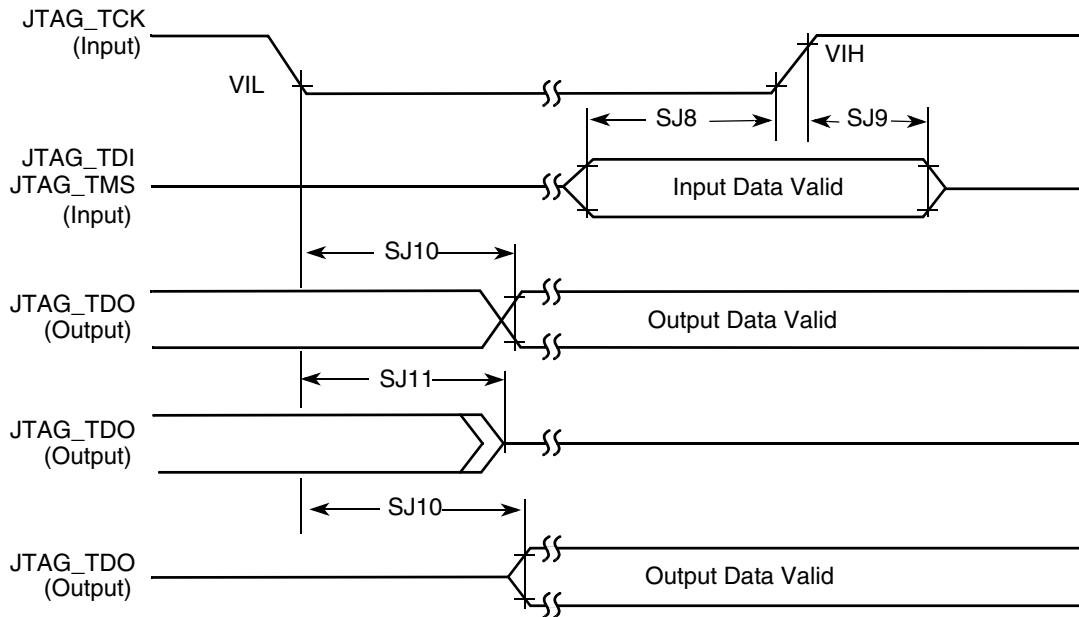 JTAG_TCK
(Input)
VIL
VIH
SJ8
SJ9
JTAG_TDI
JTAG_TMS
(Input)
Input Data Valid
SJ10
JTAG_TDO
(Output)
Output Data Valid
SJ11
JTAG_TDO
(Output)
SJ10
JTAG_TDO
(Output)
Output Data Valid